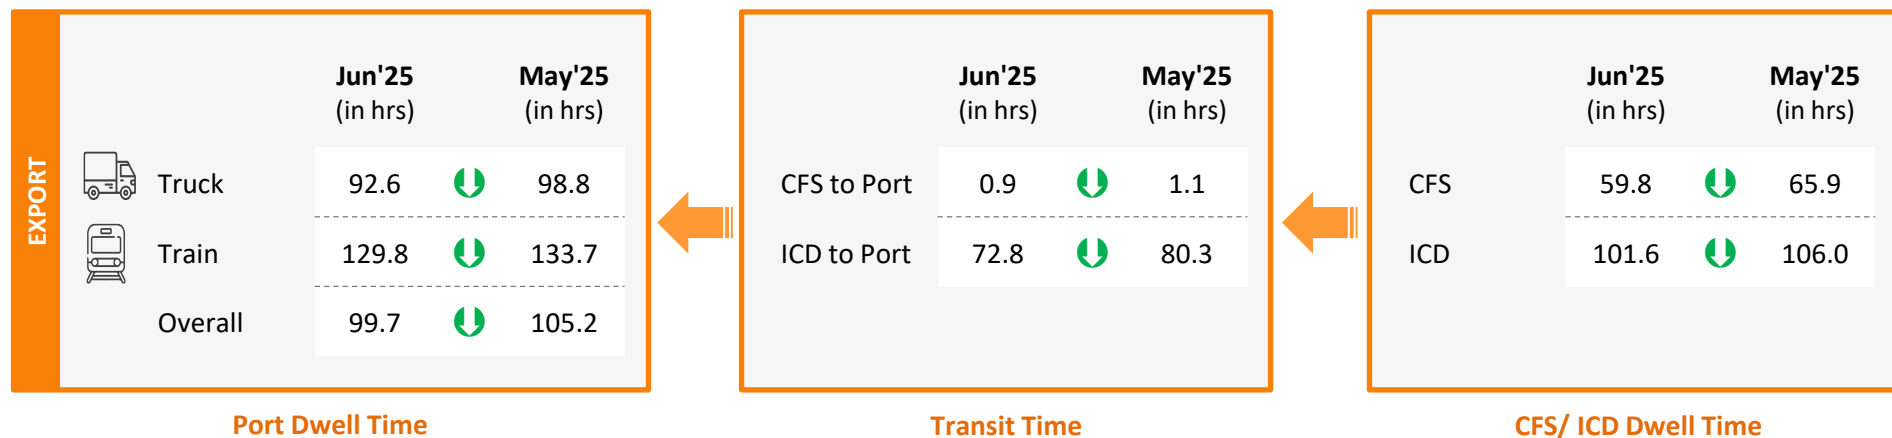 EXPORT
Jun'25 May'25
(in hrs) (in hrs)
Truck 92.6 98.8
Train 129.8 133.7
Overall 99.7 105.2
Port Dwell Time
Jun'25 May'25
(in hrs) (in hrs)
CFS to Port 0.9 1.1
ICD to Port 72.8 80.3
Transit Time
Jun'25 May'25
(in hrs) (in hrs)
CFS 59.8 65.9
ICD 101.6 106.0
CFS/ ICD Dwell Time